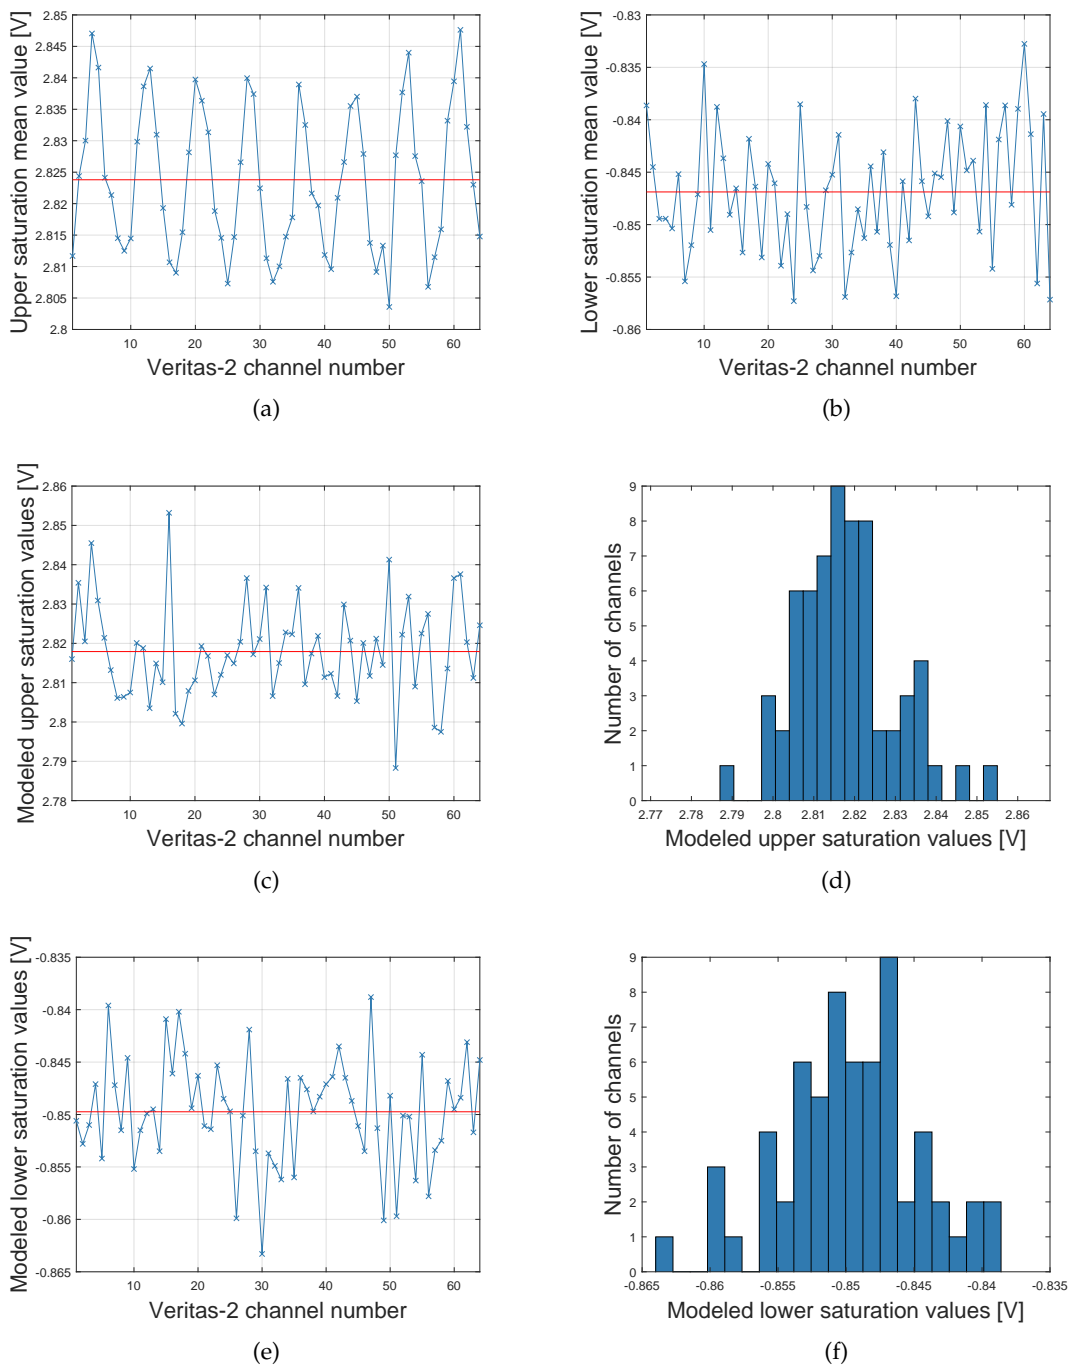 Upper saturation mean value [V]
2.85
2.845
2.84
2.835
2.83
2.825
2.82
2.815
2.81
2.805
2.8
10 20 30 40 50 60
Veritas-2 channel number
(a)
Lower saturation mean value [V]
-0.83
-0.835
-0.84
-0.845
-0.85
-0.855
-0.86
10 20 30 40 50 60
Veritas-2 channel number
(b)
Modeled upper saturation values [V]
2.86
2.85
2.84
2.83
2.82
2.81
2.8
2.79
2.78
10 20 30 40 50 60
Veritas-2 channel number
(c)
Number of channels
9
8
7
6
5
4
3
2
1
0
2.77 2.78 2.79 2.8 2.81 2.82 2.83 2.84 2.85 2.86
Modeled upper saturation values [V]
(d)
Modeled lower saturation values [V]
-0.835
-0.84
-0.845
-0.85
-0.855
-0.86
-0.865
10 20 30 40 50 60
Veritas-2 channel number
(e)
Number of channels
9
8
7
6
5
4
3
2
1
0
-0.865 -0.86 -0.855 -0.85 -0.845 -0.84 -0.835
Modeled lower saturation values [V]
(f)